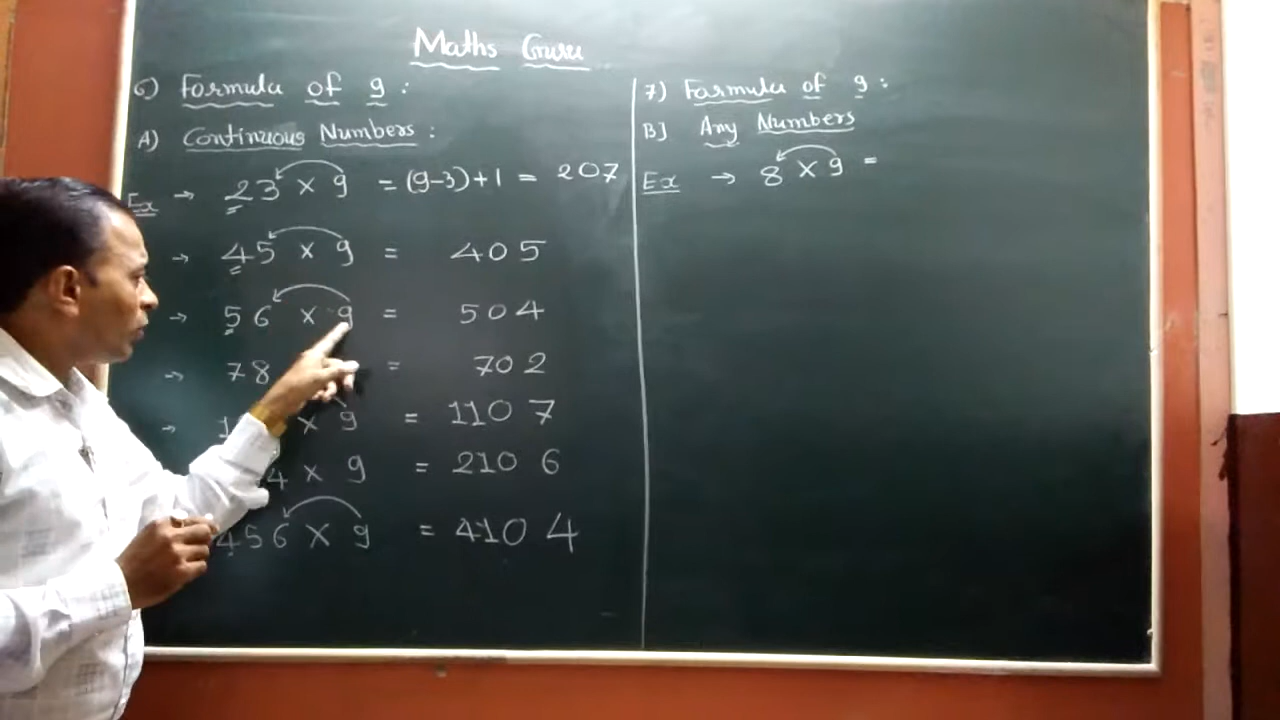 Maths Guru
6) Formula of 9 :
A) Continuous Numbers :
Ex → 23 × 9 = (9-3)+1 = 207
→ 45 × 9 = 405
→ 56 × 9 = 504
→ 78 = 702
→ 1 × 9 = 1107
4 × 9 = 2106
456 × 9 = 4104
7) Formula of 9 :
B] Any Numbers
Ex → 8 × 9 =